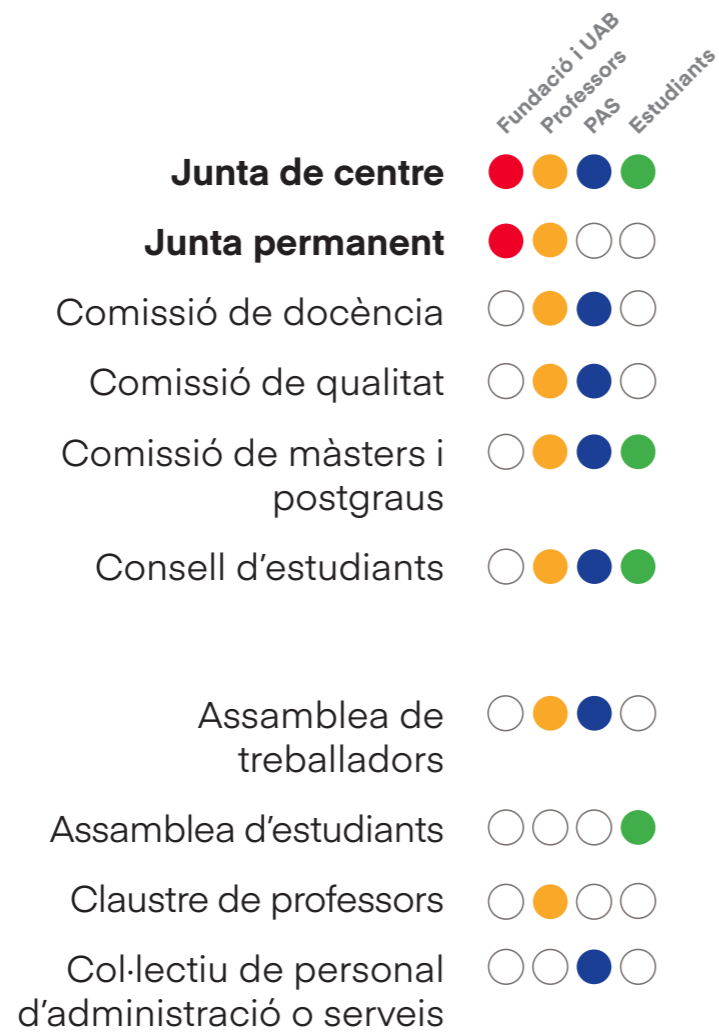 Fundació i UAB
Professors
PAS
Estudiants
Junta de centre
Junta permanent
Comissió de docència
Comissió de qualitat
Comissió de màsters i
postgraus
Consell d’estudiants
Assamblea de
treballadors
Assamblea d’estudiants
Claustre de professors
Col·lectiu de personal
d’administració o serveis